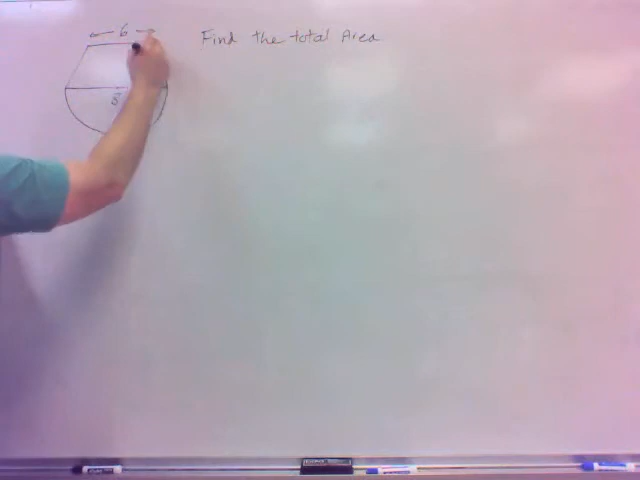 ← 6 →
Find the total Area
8